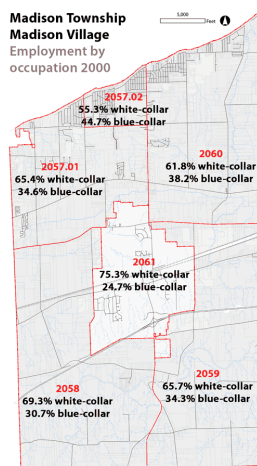 Madison Township
Madison Village
Employment by
occupation 2000
5,000
Feet
2057.02
55.3% white-collar
44.7% blue-collar
2057.01
65.4% white-collar
34.6% blue-collar
2060
61.8% white-collar
38.2% blue-collar
2061
75.3% white-collar
24.7% blue-collar
2058
69.3% white-collar
30.7% blue-collar
2059
65.7% white-collar
34.3% blue-collar